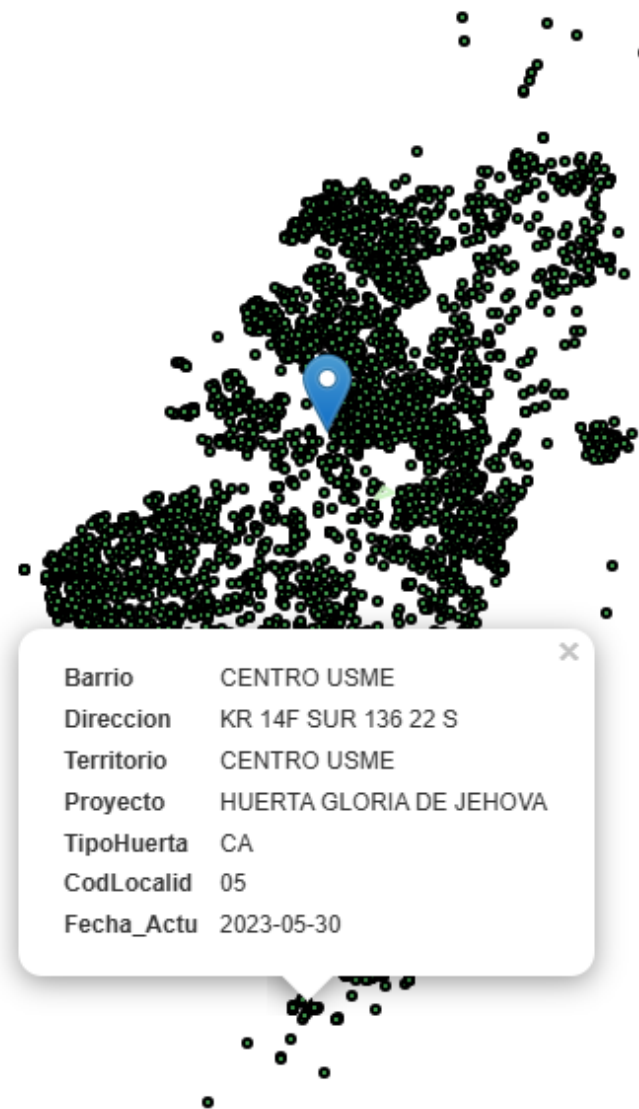 ×
Barrio CENTRO USME
Direccion KR 14F SUR 136 22 S
Territorio CENTRO USME
Proyecto HUERTA GLORIA DE JEHOVA
TipoHuerta CA
CodLocalid 05
Fecha_Actu 2023-05-30